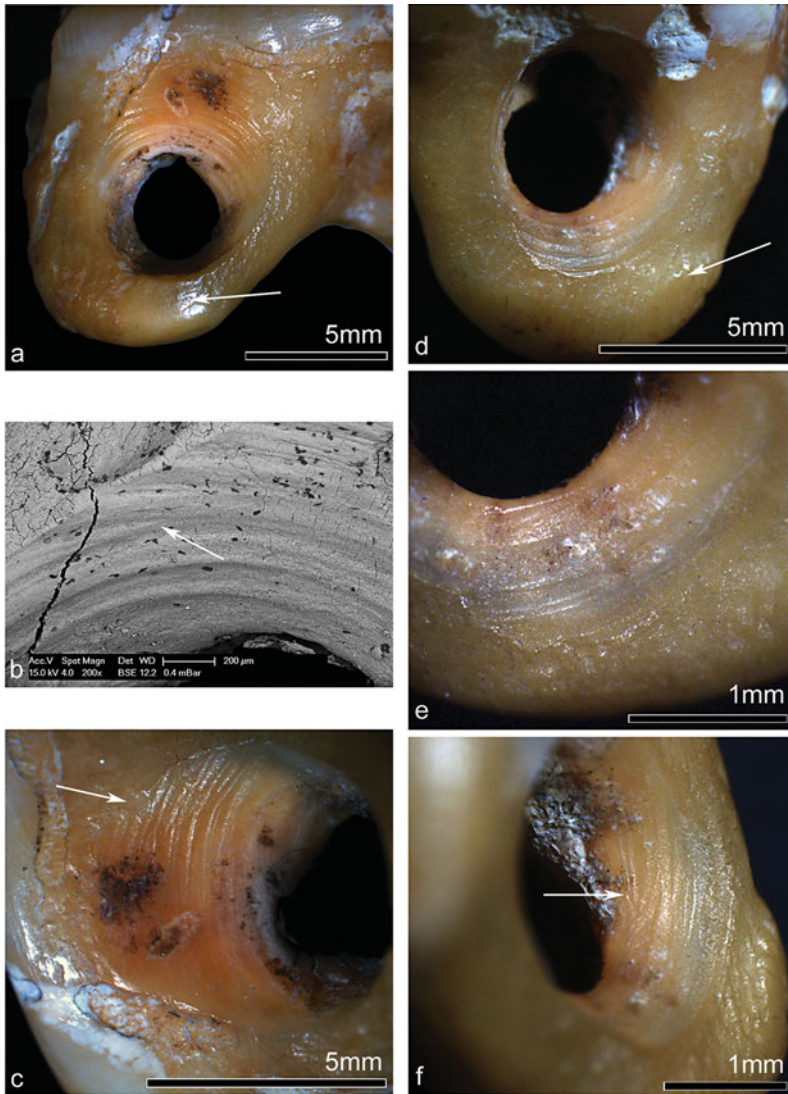 a
5mm
b
Acc.V Spot Magn Det WD 200 µm
15.0 kV 4.0 200x BSE 12.2 0.4 mBar
c
5mm
d
5mm
e
1mm
f
1mm